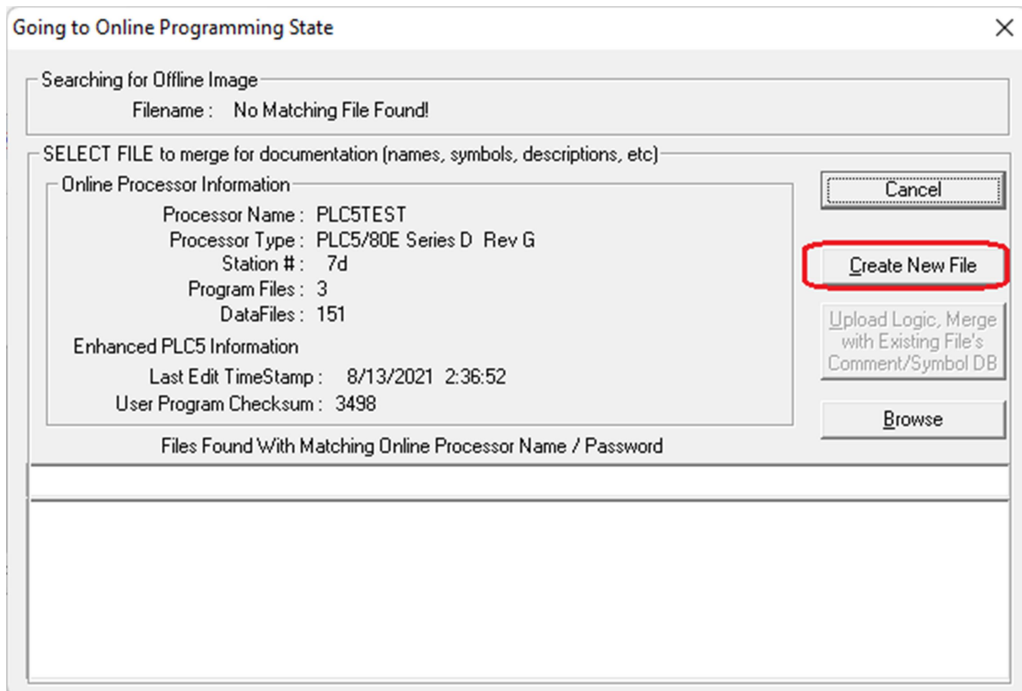 Going to Online Programming State
Searching for Offline Image
Filename : No Matching File Found!
SELECT FILE to merge for documentation (names, symbols, descriptions, etc)
Online Processor Information
Processor Name : PLC5TEST
Processor Type : PLC5/80E Series D Rev G
Station # : 7d
Program Files : 3
DataFiles : 151
Enhanced PLC5 Information
Last Edit TimeStamp : 8/13/2021 2:36:52
User Program Checksum : 3498
Cancel
Create New File
Upload Logic, Merge
with Existing File's
Comment/Symbol DB
Browse
Files Found With Matching Online Processor Name / Password